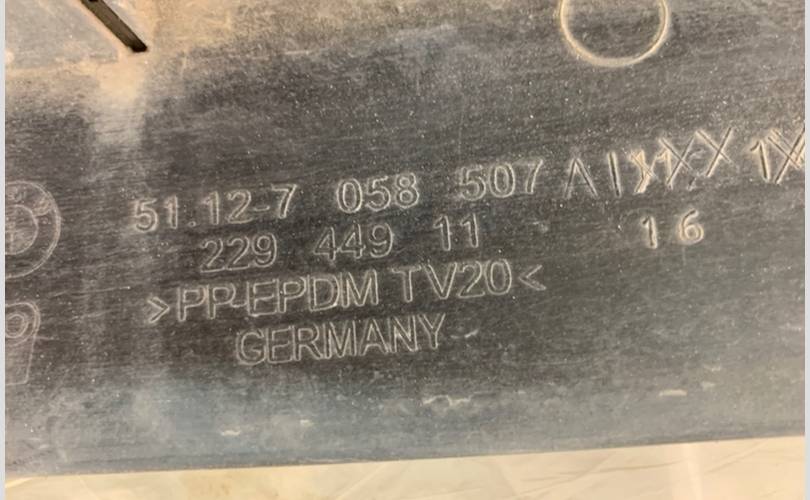 51.12-7 058 507 A I
229 449 11 16
>PP-EPDM TV20<
GERMANY